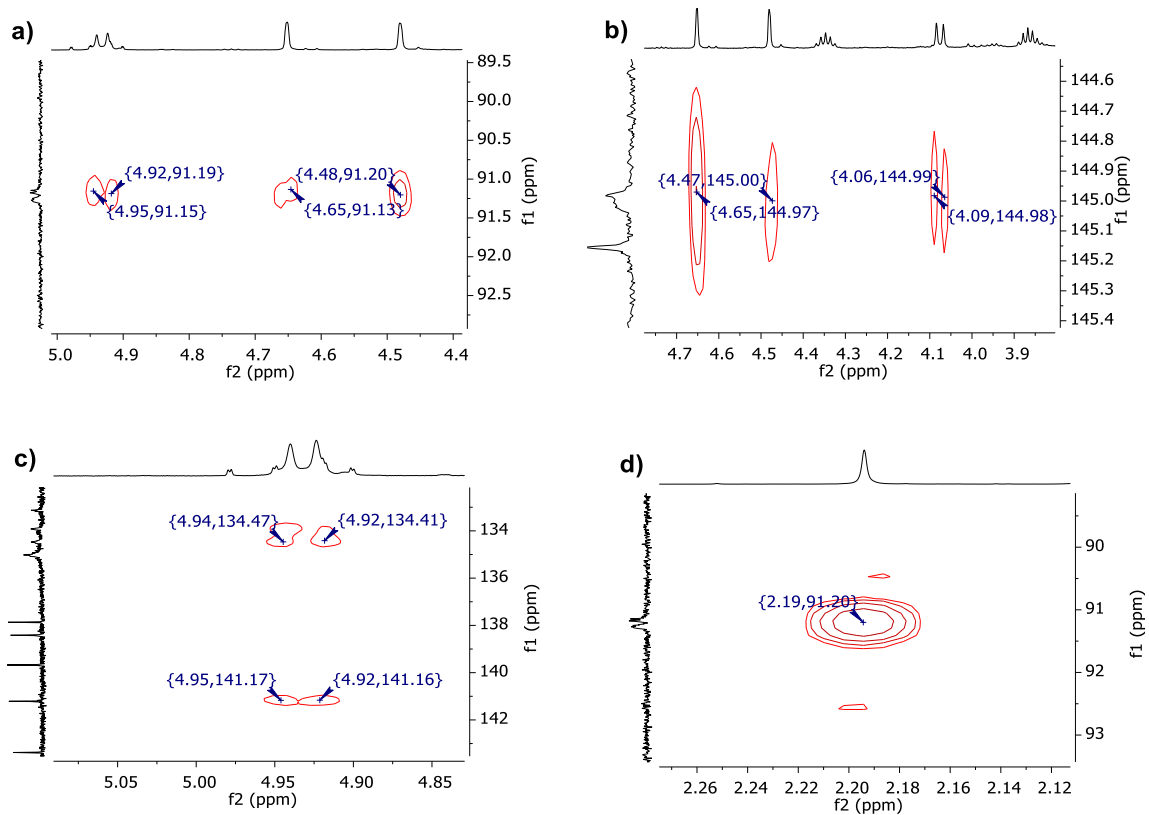 a)
{4.92,91.19}
{4.95,91.15}
{4.48,91.20}
{4.65,91.13}
89.5
90.0
90.5
91.0
91.5
92.0
92.5
f1 (ppm)
5.0 4.9 4.8 4.7 4.6 4.5 4.4
f2 (ppm)
b)
{4.47,145.00}
{4.65,144.97}
{4.06,144.99}
{4.09,144.98}
144.6
144.7
144.8
144.9
145.0
145.1
145.2
145.3
145.4
f1 (ppm)
4.7 4.6 4.5 4.4 4.3 4.2 4.1 4.0 3.9
f2 (ppm)
c)
{4.94,134.47}
{4.92,134.41}
{4.95,141.17}
{4.92,141.16}
134
136
138
140
142
f1 (ppm)
5.05 5.00 4.95 4.90 4.85
f2 (ppm)
d)
{2.19,91.20}
90
91
92
93
f1 (ppm)
2.26 2.24 2.22 2.20 2.18 2.16 2.14 2.12
f2 (ppm)